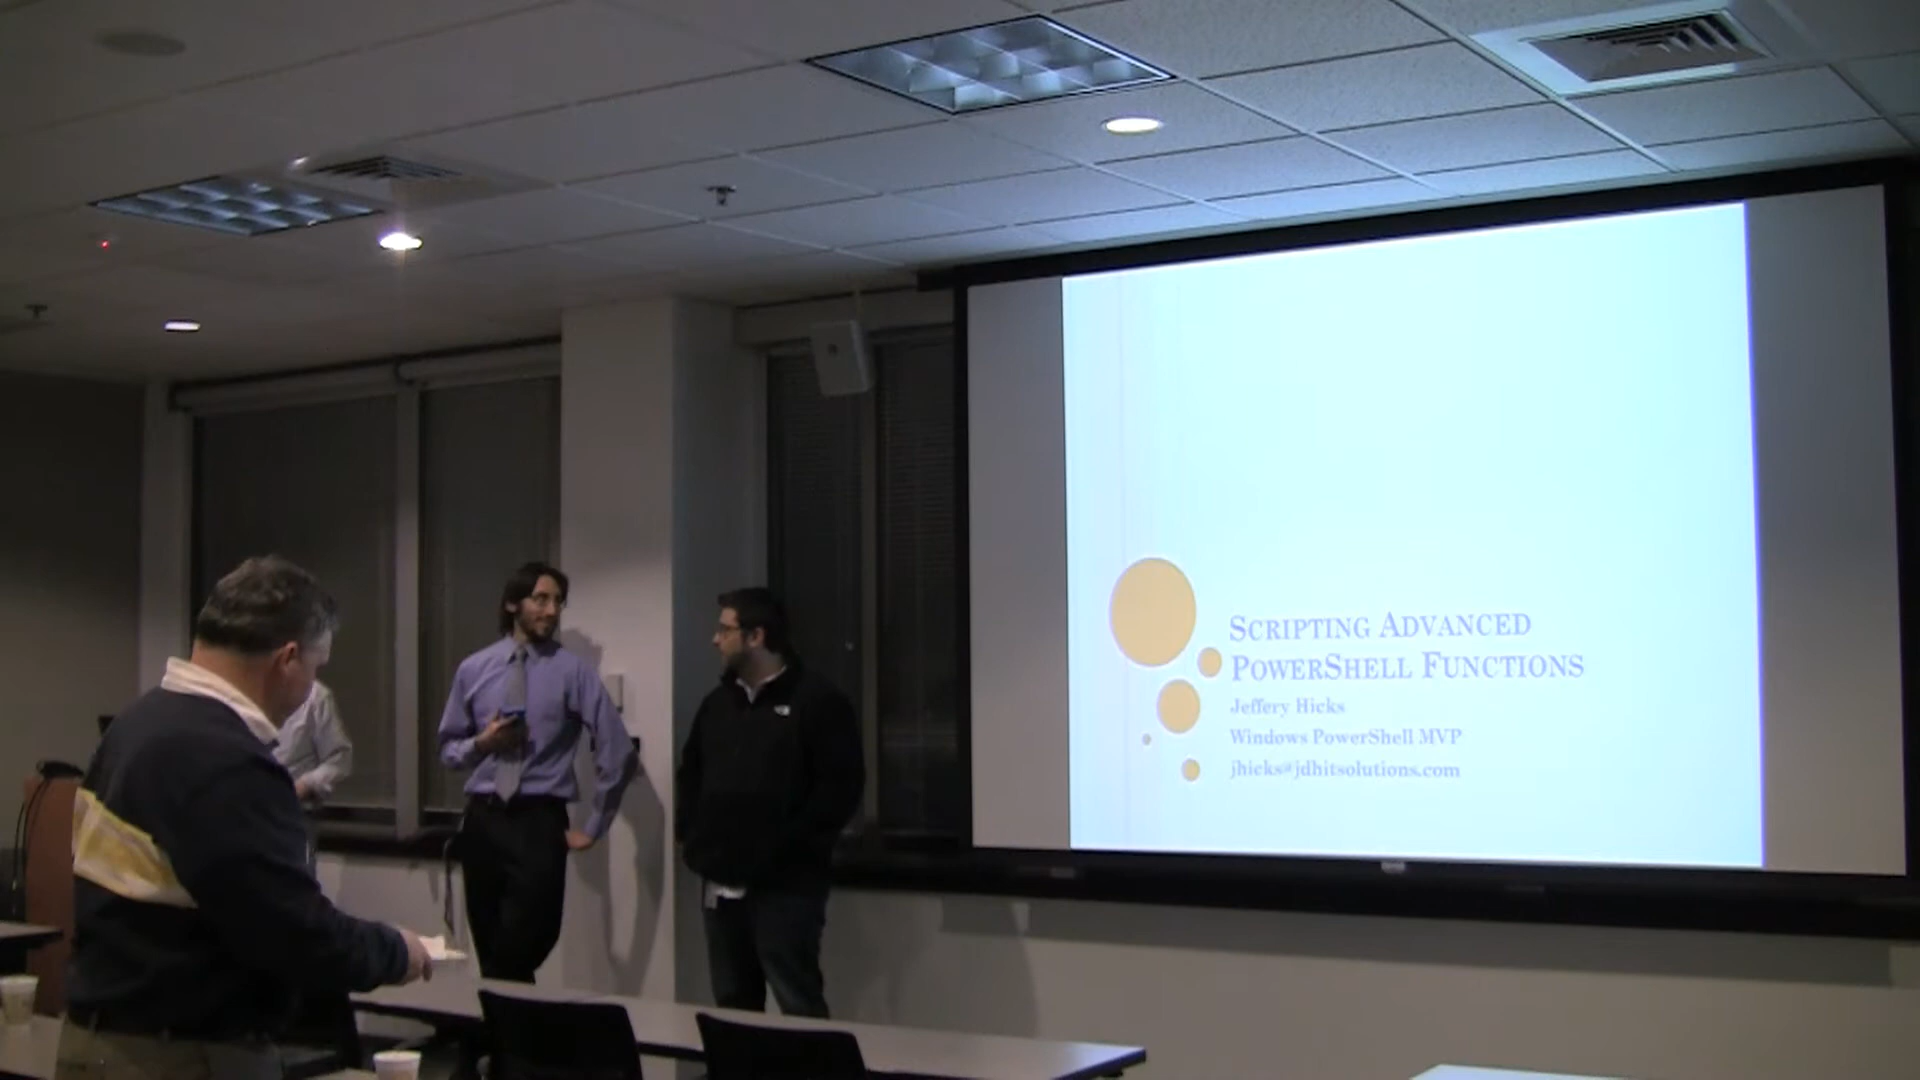 SCRIPTING ADVANCED
POWERSHELL FUNCTIONS
Jeffery Hicks
Windows PowerShell MVP
jhicks@jdhitsolutions.com